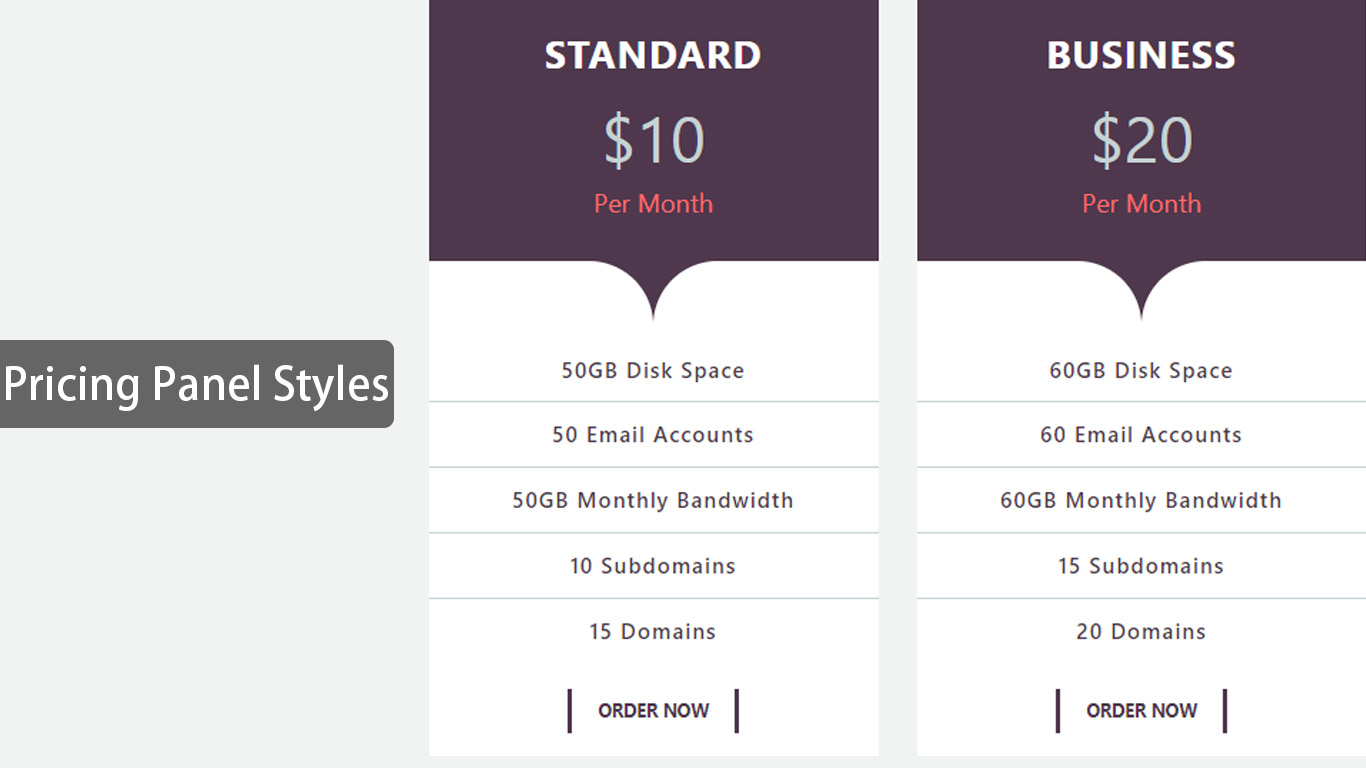 Pricing Panel Styles
STANDARD
$10
Per Month
50GB Disk Space
50 Email Accounts
50GB Monthly Bandwidth
10 Subdomains
15 Domains
ORDER NOW
BUSINESS
$20
Per Month
60GB Disk Space
60 Email Accounts
60GB Monthly Bandwidth
15 Subdomains
20 Domains
ORDER NOW